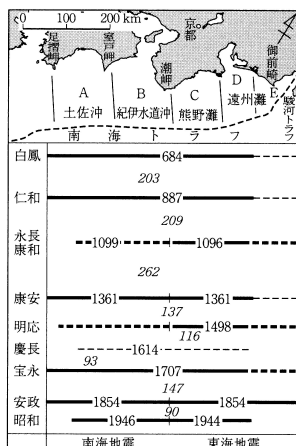 0 100 200 km
京都
足摺岬
室戸岬
潮岬
御前崎
A B C D E
土佐沖 紀伊水道沖 熊野灘 遠州灘 駿河トラフ
南海トラフ
白鳳 684
203
仁和 887
209
永長
康和 1099 1096
262
康安 1361 1361
137
明応 1498
116
慶長 1614
93
宝永 1707
147
安政 1854 1854
90
昭和 1946 1944
南海地震 東海地震